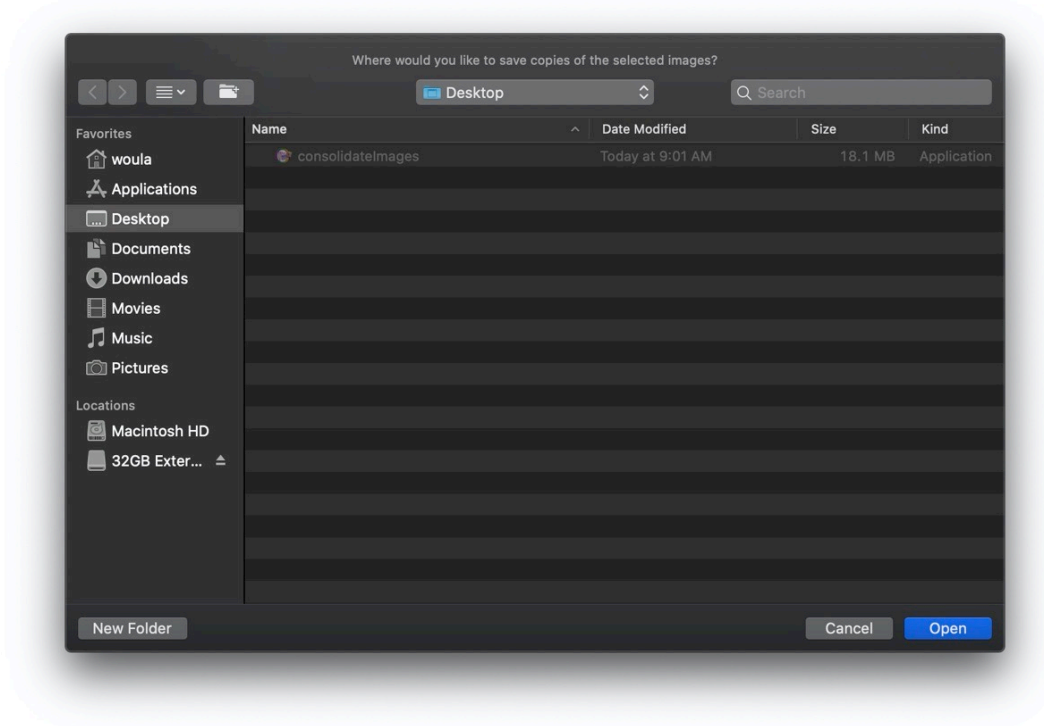 Where would you like to save copies of the selected images?
Desktop
Search
Favorites
woula
Applications
Desktop
Documents
Downloads
Movies
Music
Pictures
Locations
Macintosh HD
32GB Exter...
Name Date Modified Size Kind
consolidateImages Today at 9:01 AM 18.1 MB Application
New Folder Cancel Open